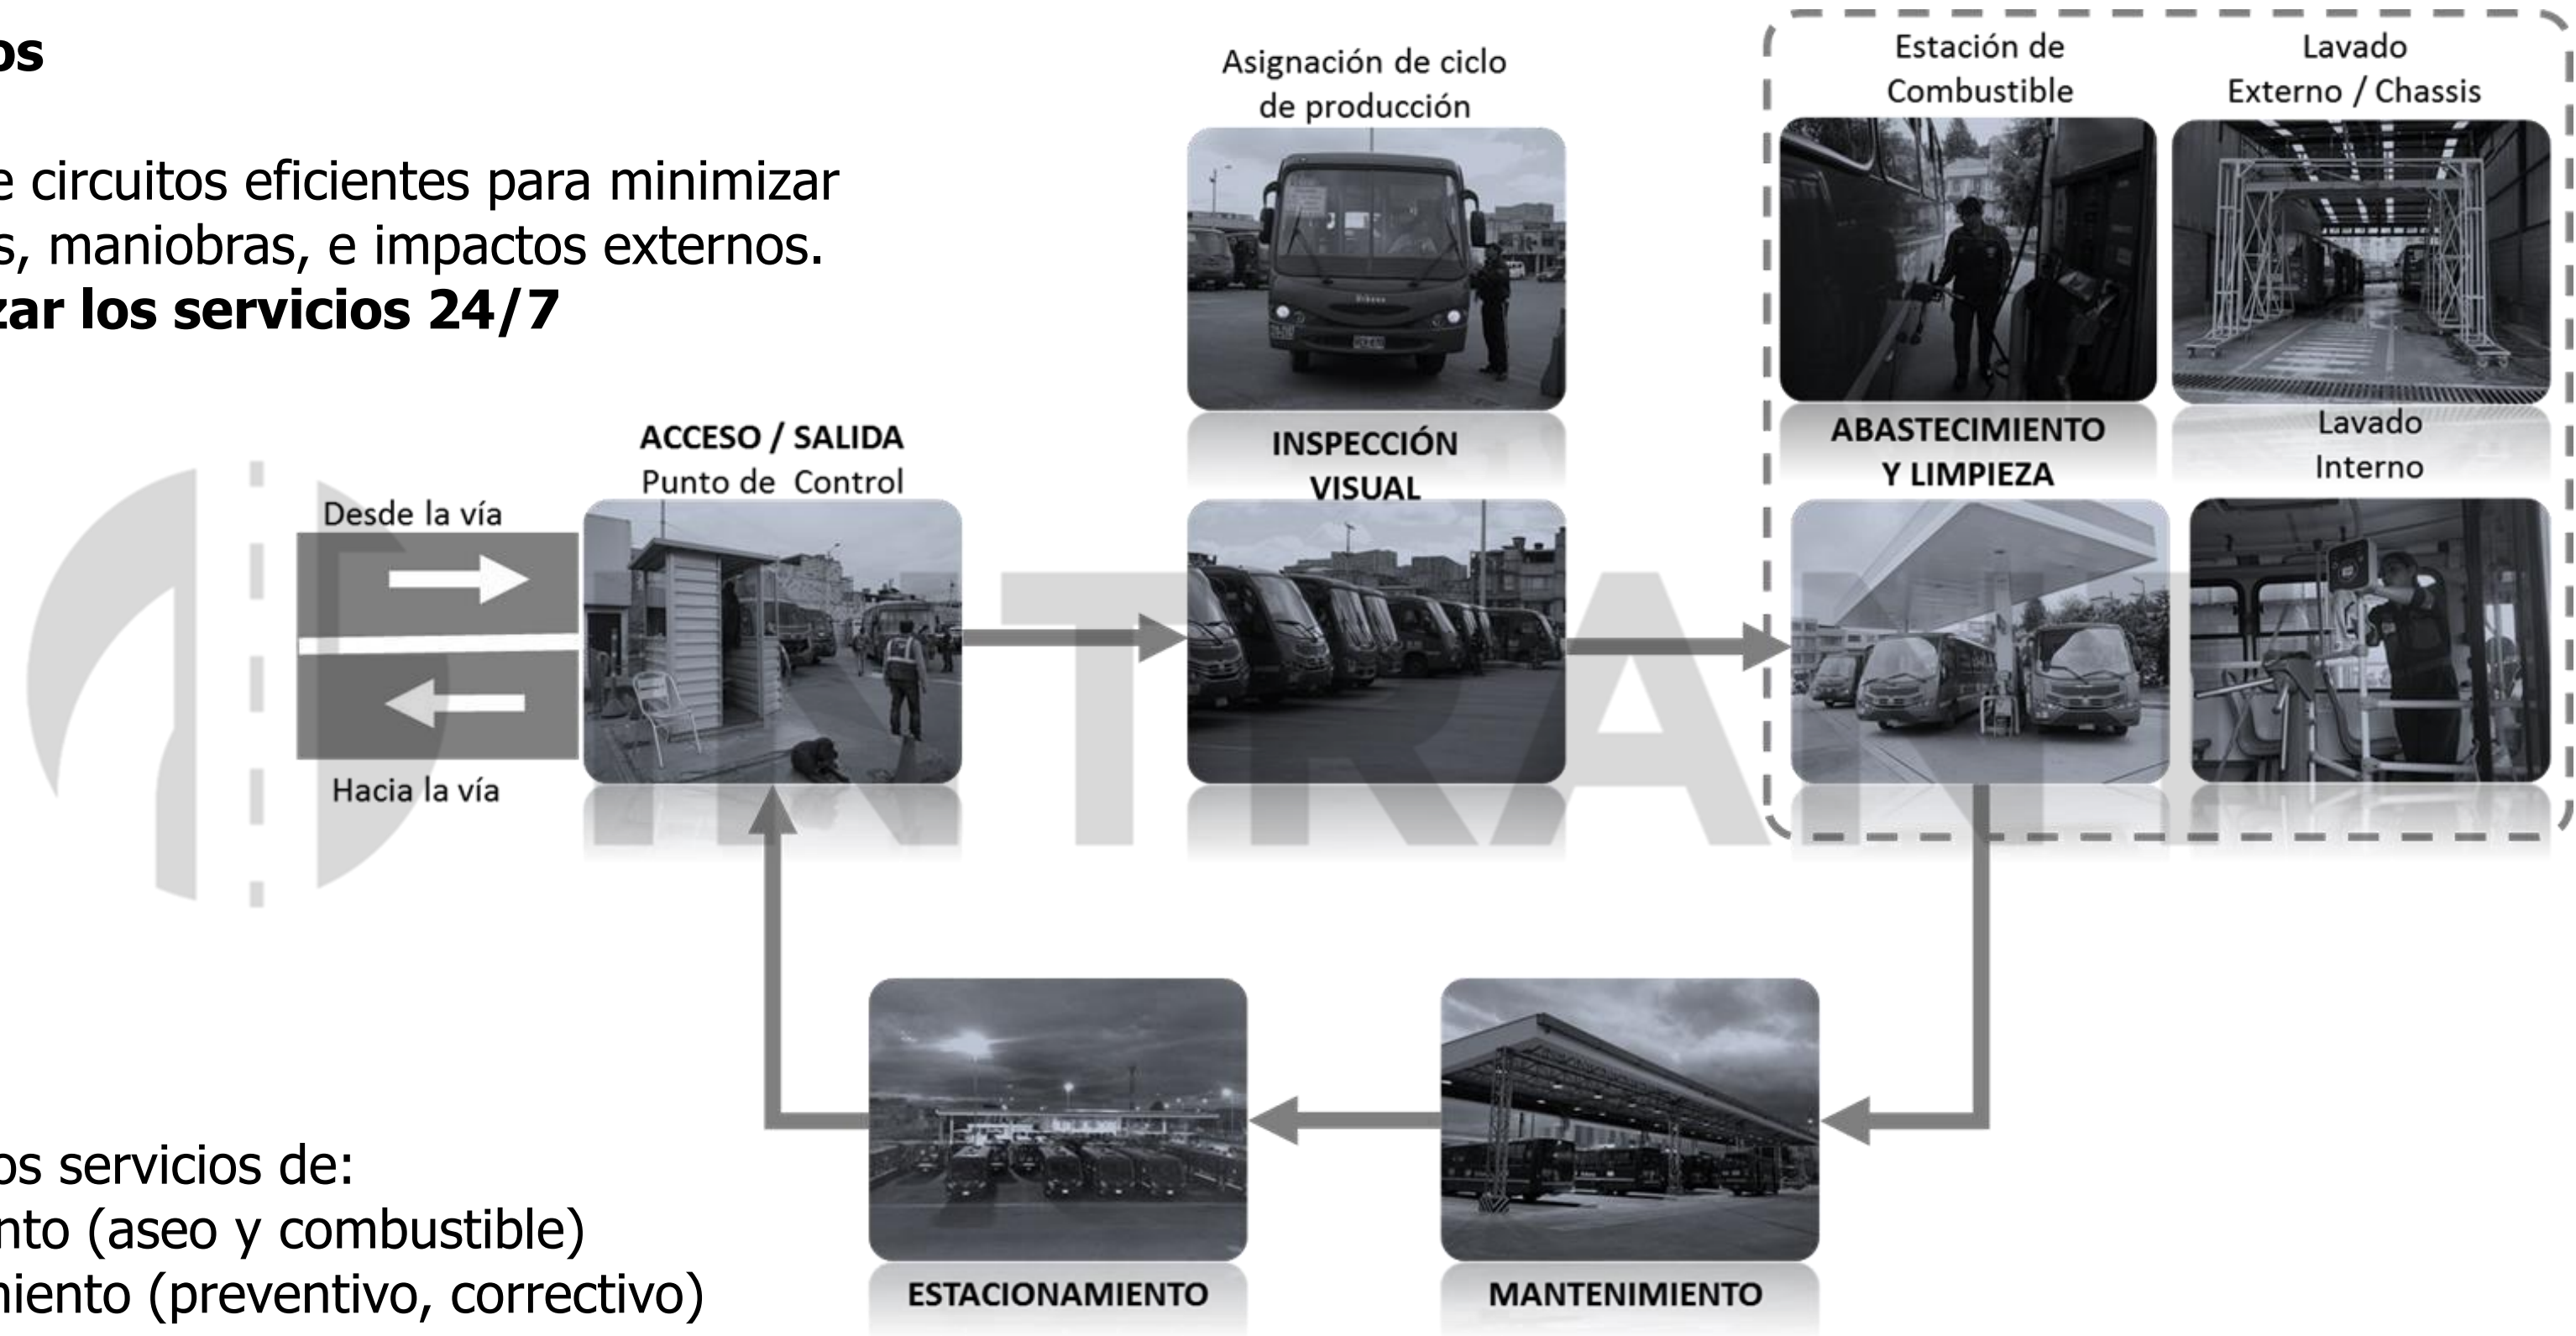 os
e circuitos eficientes para minimizar
s, maniobras, e impactos externos.
zar los servicios 24/7
Asignación de ciclo
de producción
Estación de
Combustible
Lavado
Externo / Chassis
ACCESO / SALIDA
Punto de Control
INSPECCIÓN
VISUAL
ABASTECIMIENTO
Y LIMPIEZA
Lavado
Interno
Desde la vía
Hacia la vía
INTRANT
os servicios de:
nto (aseo y combustible)
miento (preventivo, correctivo)
ESTACIONAMIENTO
MANTENIMIENTO